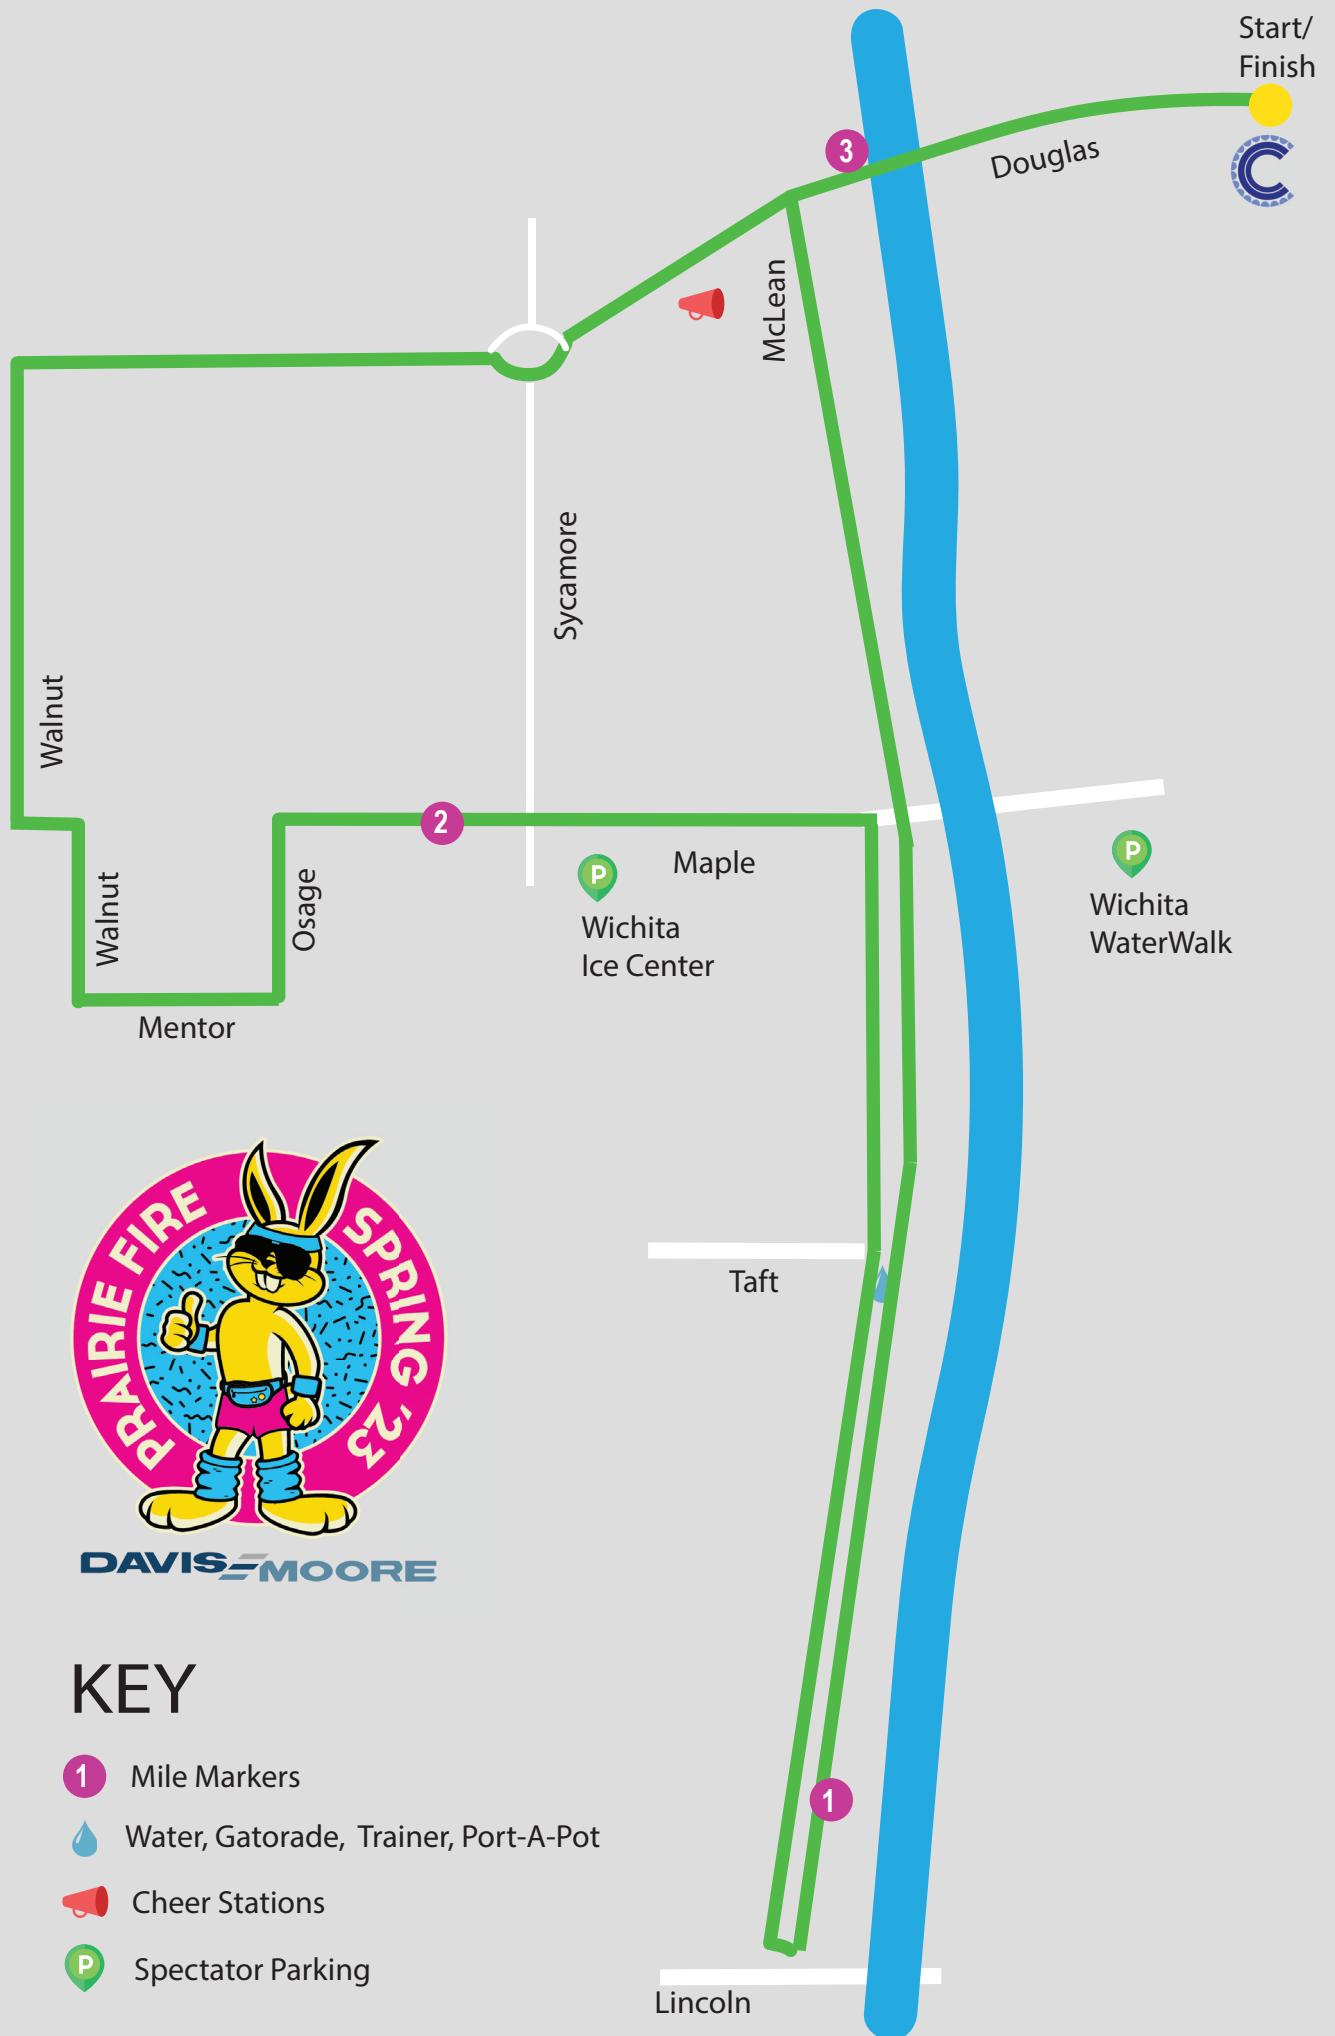 Start/
Finish
C
3
Douglas
McLean
Sycamore
Walnut
2
Maple
P
Wichita
Ice Center
P
Wichita
WaterWalk
Walnut
Osage
Mentor
Taft
PRAIRIE FIRE
SPRING '23
DAVIS MOORE
KEY
1 Mile Markers
Water, Gatorade, Trainer, Port-A-Pot
Cheer Stations
P Spectator Parking
1
Lincoln